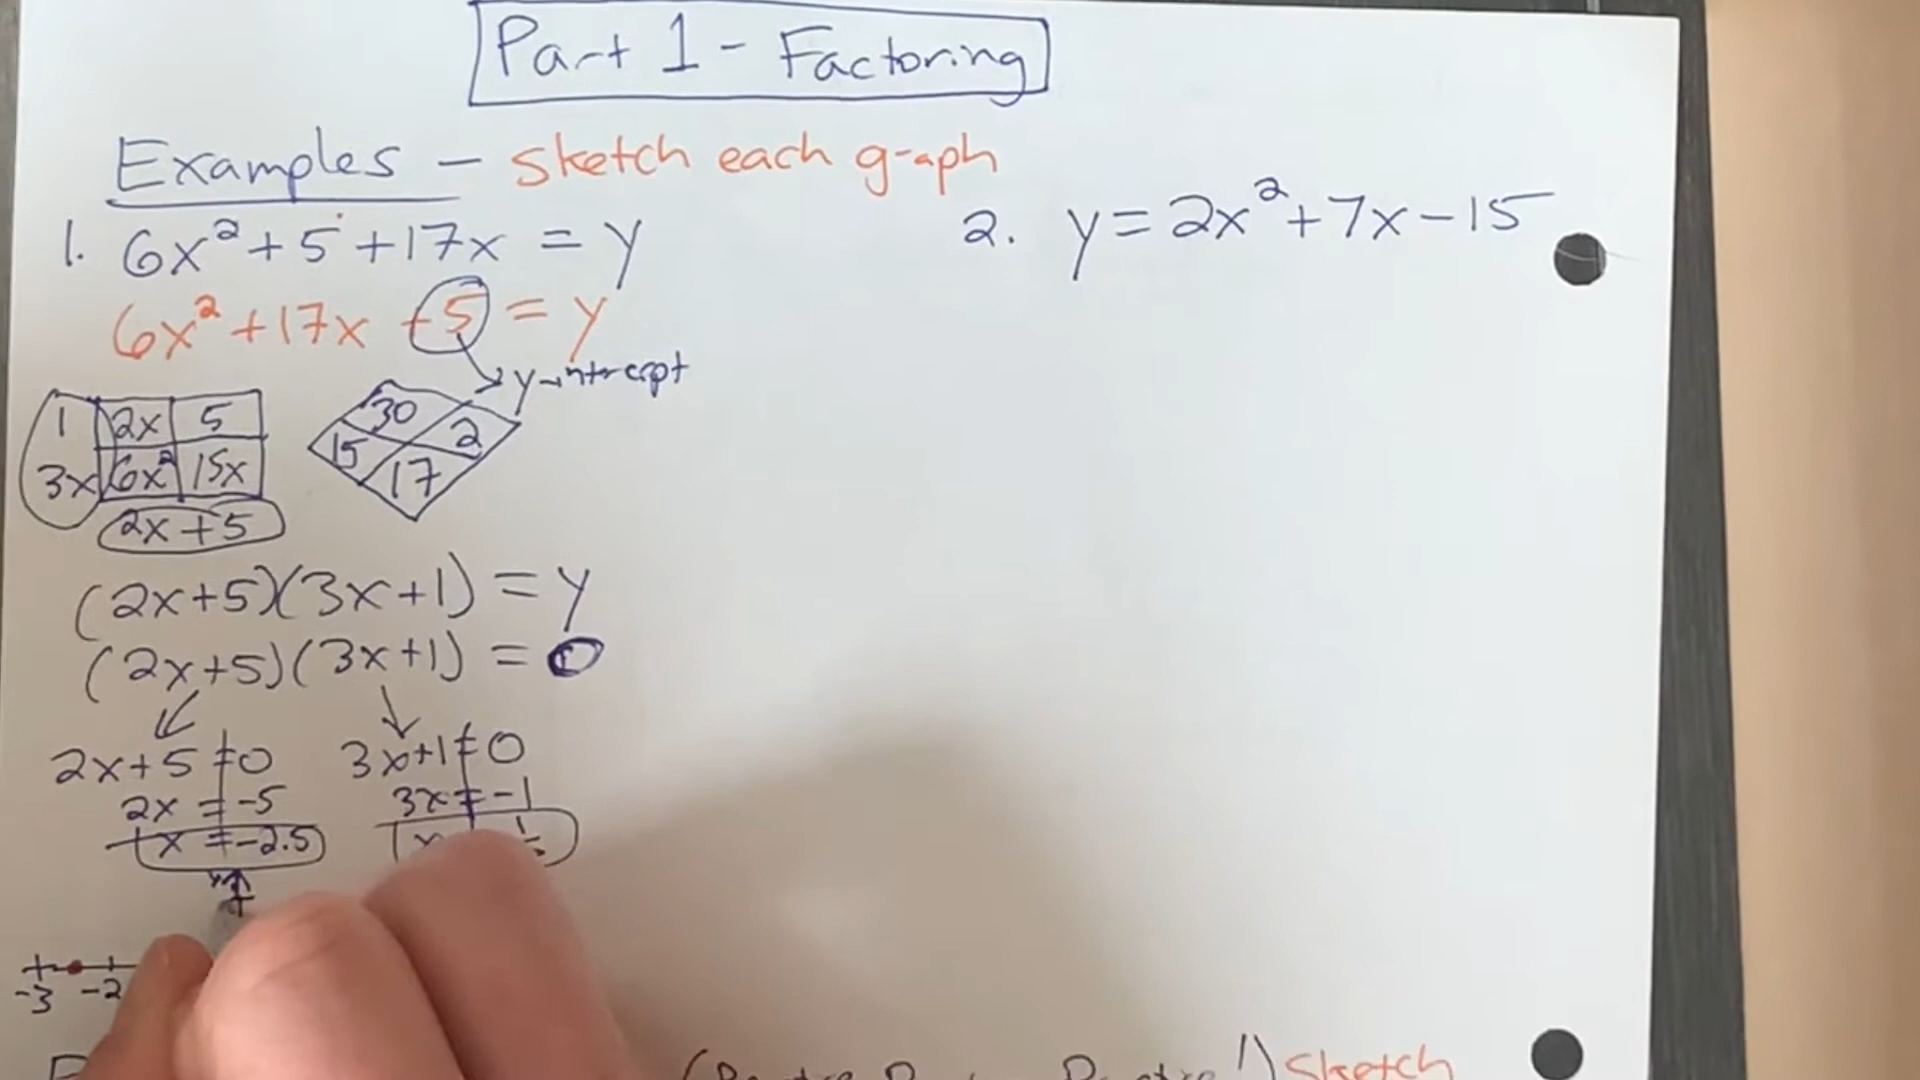 Part 1 - Factoring
Examples - sketch each graph
1. 6x² + 5 + 17x = y
6x² + 17x + 5 = y
y-intercept
1 2x 5
3x 6x² 15x
2x + 5
30
15 2
17
(2x+5)(3x+1) = y
(2x+5)(3x+1) = 0
2x+5=0
2x = -5
x = -2.5
3x+1=0
3x=-1
y
-3 -2
2. y = 2x² + 7x - 15
Sketch